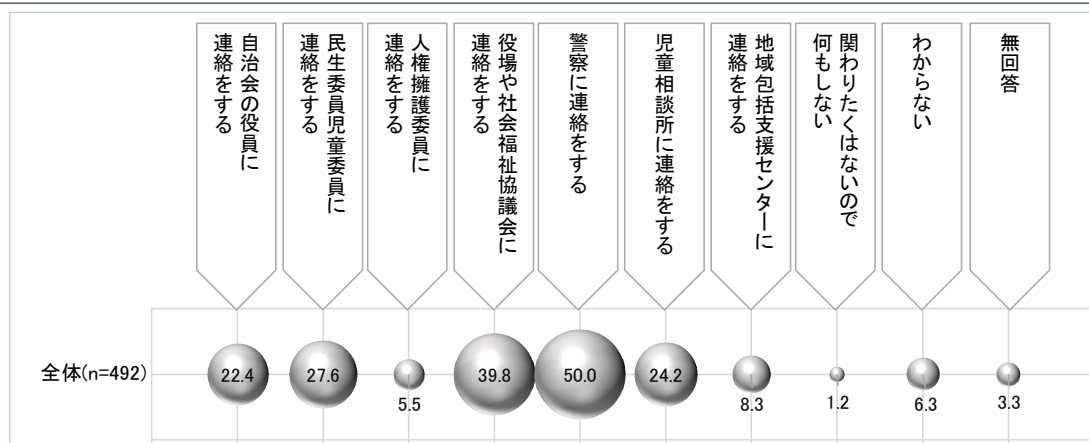 自治会の役員に
連絡をする
民生委員児童委員に
連絡をする
人権擁護委員に
連絡をする
役場や社会福祉協議会に
連絡をする
警察に連絡をする
児童相談所に連絡をする
地域包括支援センターに
連絡をする
関わりたくはないので
何もしない
わからない
無回答
全体(n=492)
22.4
27.6
5.5
39.8
50.0
24.2
8.3
1.2
6.3
3.3